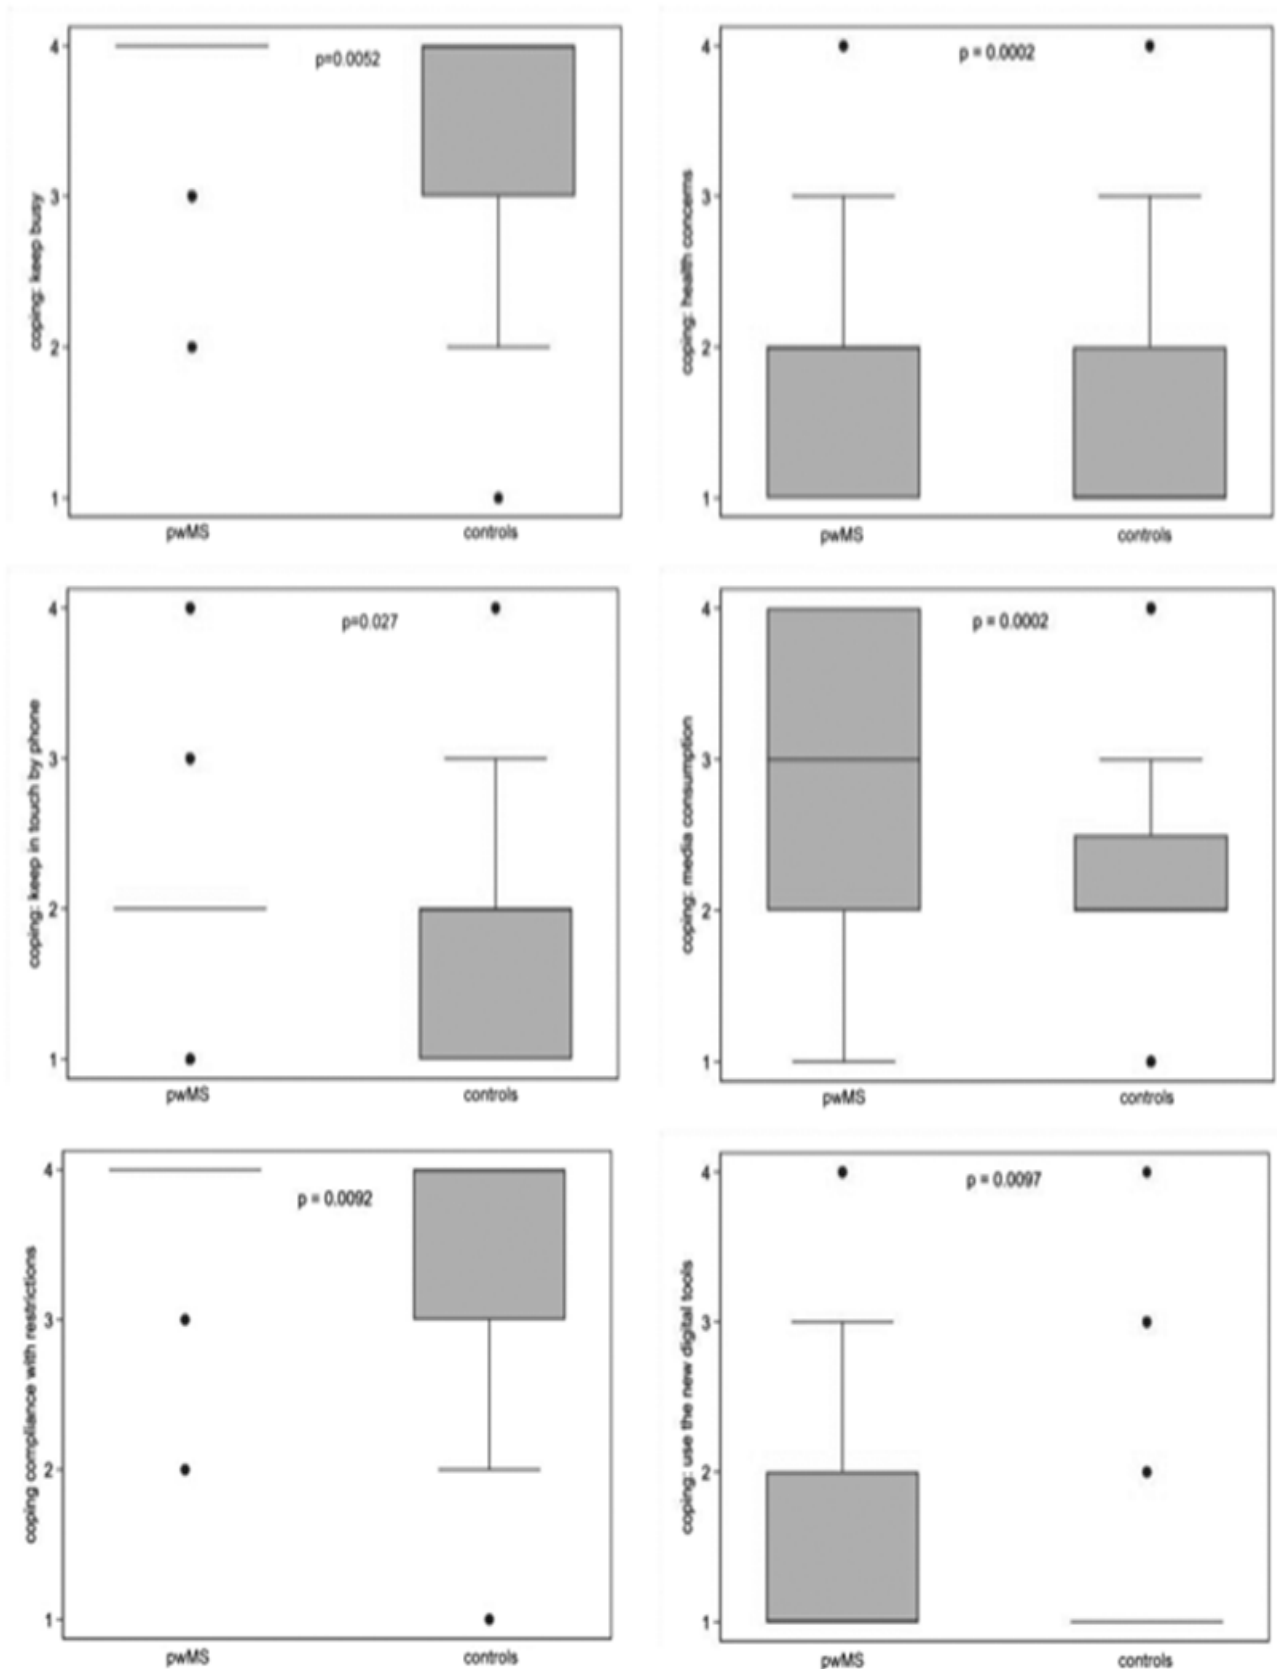 coping: keep busy
4
3
2
1
p=0.0052
pwMS controls
coping: health concerns
4
3
2
1
p = 0.0002
pwMS controls
coping: keep in touch by phone
4
3
2
1
p=0.027
pwMS controls
coping: media consumption
4
3
2
1
p = 0.0002
pwMS controls
coping compliance with restrictions
4
3
2
1
p = 0.0092
pwMS controls
coping: use the new digital tools
4
3
2
1
p = 0.0097
pwMS controls